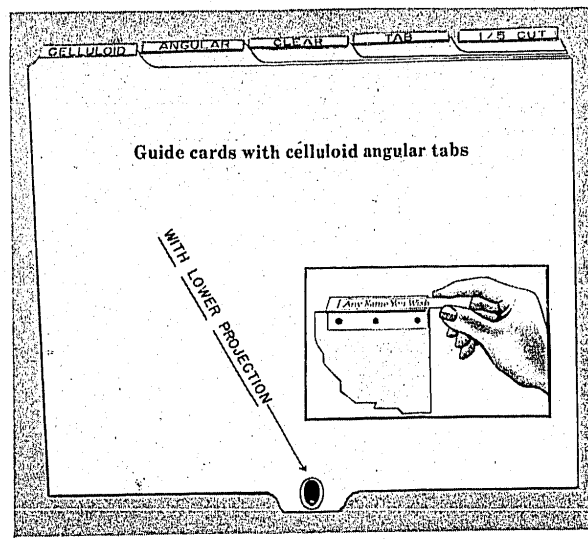 CELLULOID
ANGULAR
CLEAR
TAB
1/5 CUT
Guide cards with celluloid angular tabs
WITH LOWER PROJECTION
1 Any Name You Wish